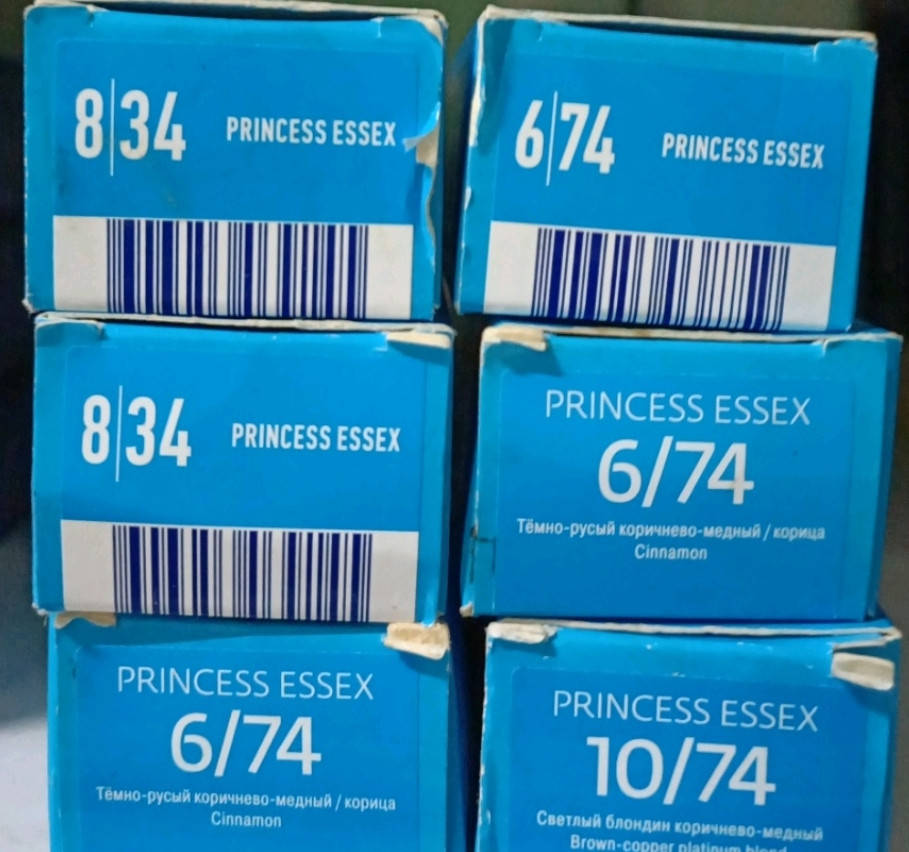 8|34 PRINCESS ESSEX
6|74 PRINCESS ESSEX
8|34 PRINCESS ESSEX
PRINCESS ESSEX
6/74
Тёмно-русый коричнево-медный / корица
Cinnamon
PRINCESS ESSEX
6/74
Тёмно-русый коричнево-медный / корица
Cinnamon
PRINCESS ESSEX
10/74
Светлый блондин коричнево-медный
Brown-copper platinum blond